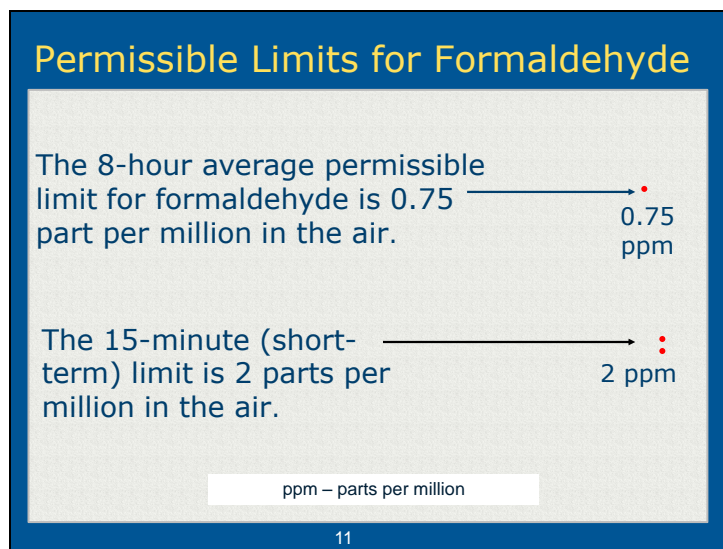 Permissible Limits for Formaldehyde
The 8-hour average permissible
limit for formaldehyde is 0.75
part per million in the air.
0.75
ppm
The 15-minute (short-
term) limit is 2 parts per
million in the air.
2 ppm
ppm – parts per million
11